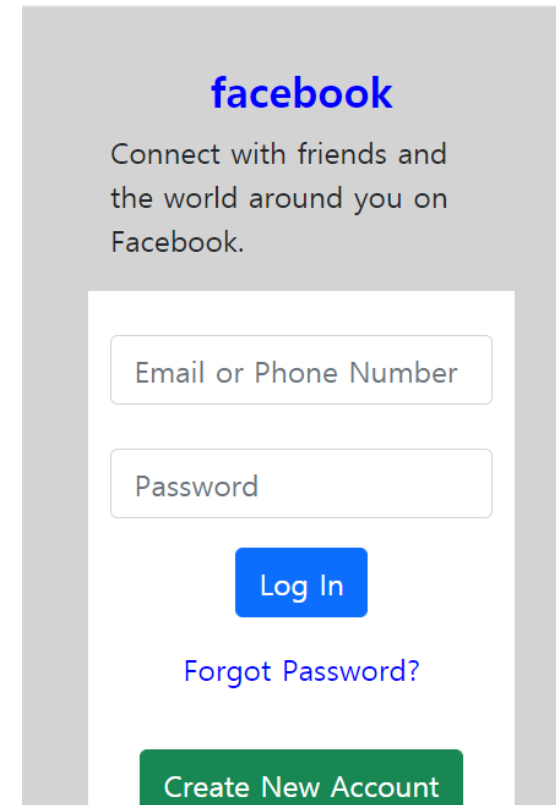 facebook
Connect with friends and
the world around you on
Facebook.
Email or Phone Number
Password
Log In
Forgot Password?
Create New Account